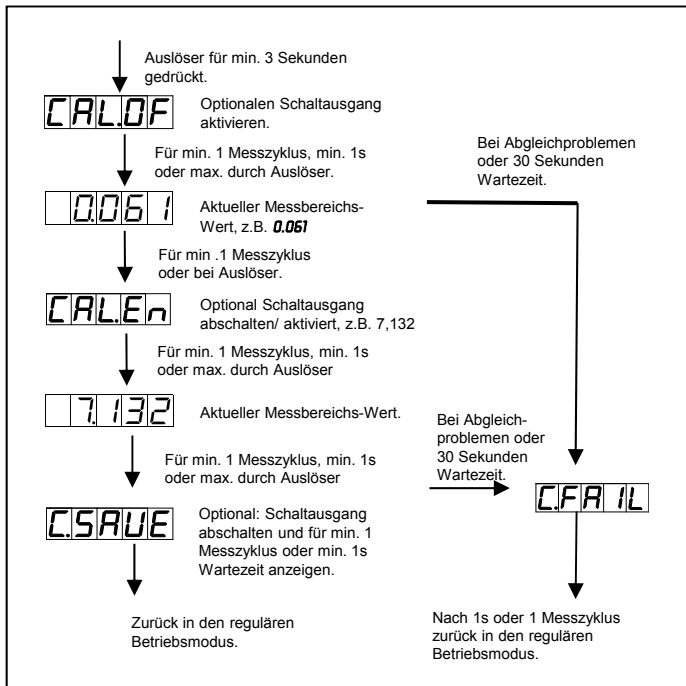 Auslöser für min. 3 Sekunden
gedrückt.
CAL.OF
Optionalen Schaltausgang
aktivieren.
Für min. 1 Messzyklus, min. 1s
oder max. durch Auslöser.
0.061
Aktueller Messbereichs-
Wert, z.B. 0.061
Für min .1 Messzyklus
oder bei Auslöser.
CAL.En
Optional Schaltausgang
abschalten/ aktiviert, z.B. 7,132
Für min. 1 Messzyklus, min. 1s
oder max. durch Auslöser
7.132
Aktueller Messbereichs-Wert.
Für min. 1 Messzyklus, min. 1s
oder max. durch Auslöser
C.SAVE
Optional: Schaltausgang
abschalten und für min. 1
Messzyklus oder min. 1s
Wartezeit anzeigen.
Zurück in den regulären
Betriebsmodus.
Bei Abgleichproblemen
oder 30 Sekunden
Wartezeit.
Bei Abgleich-
problemen oder
30 Sekunden
Wartezeit.
C.FAIL
Nach 1s oder 1 Messzyklus
zurück in den regulären
Betriebsmodus.